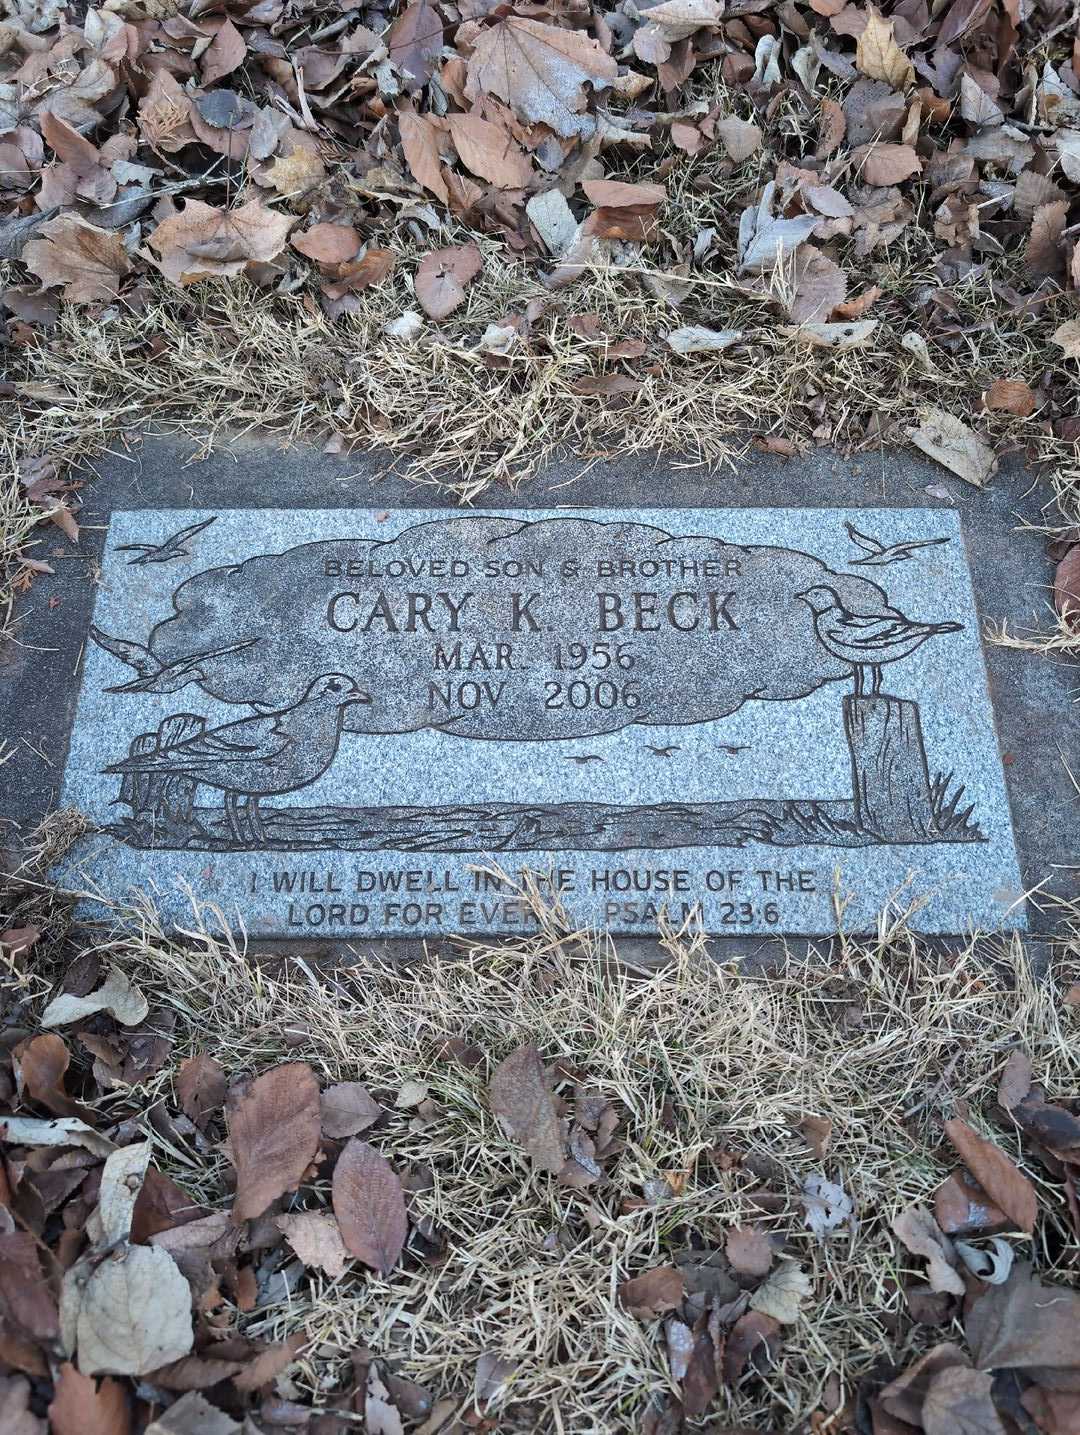 BELOVED SON & BROTHER
CARY K. BECK
MAR. 1956
NOV 2006
I WILL DWELL IN THE HOUSE OF THE
LORD FOR EVER. PSALM 23:6